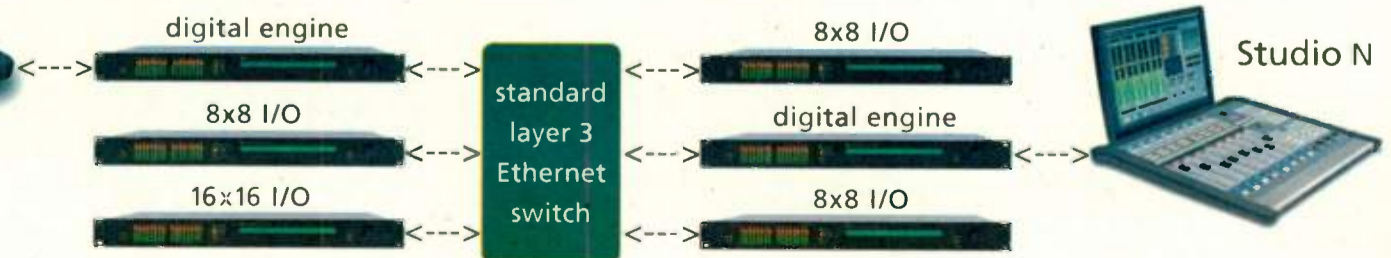 digital engine
8x8 I/O
16x16 I/O
standard
layer 3
Ethernet
switch
8x8 I/O
digital engine
8x8 I/O
Studio N